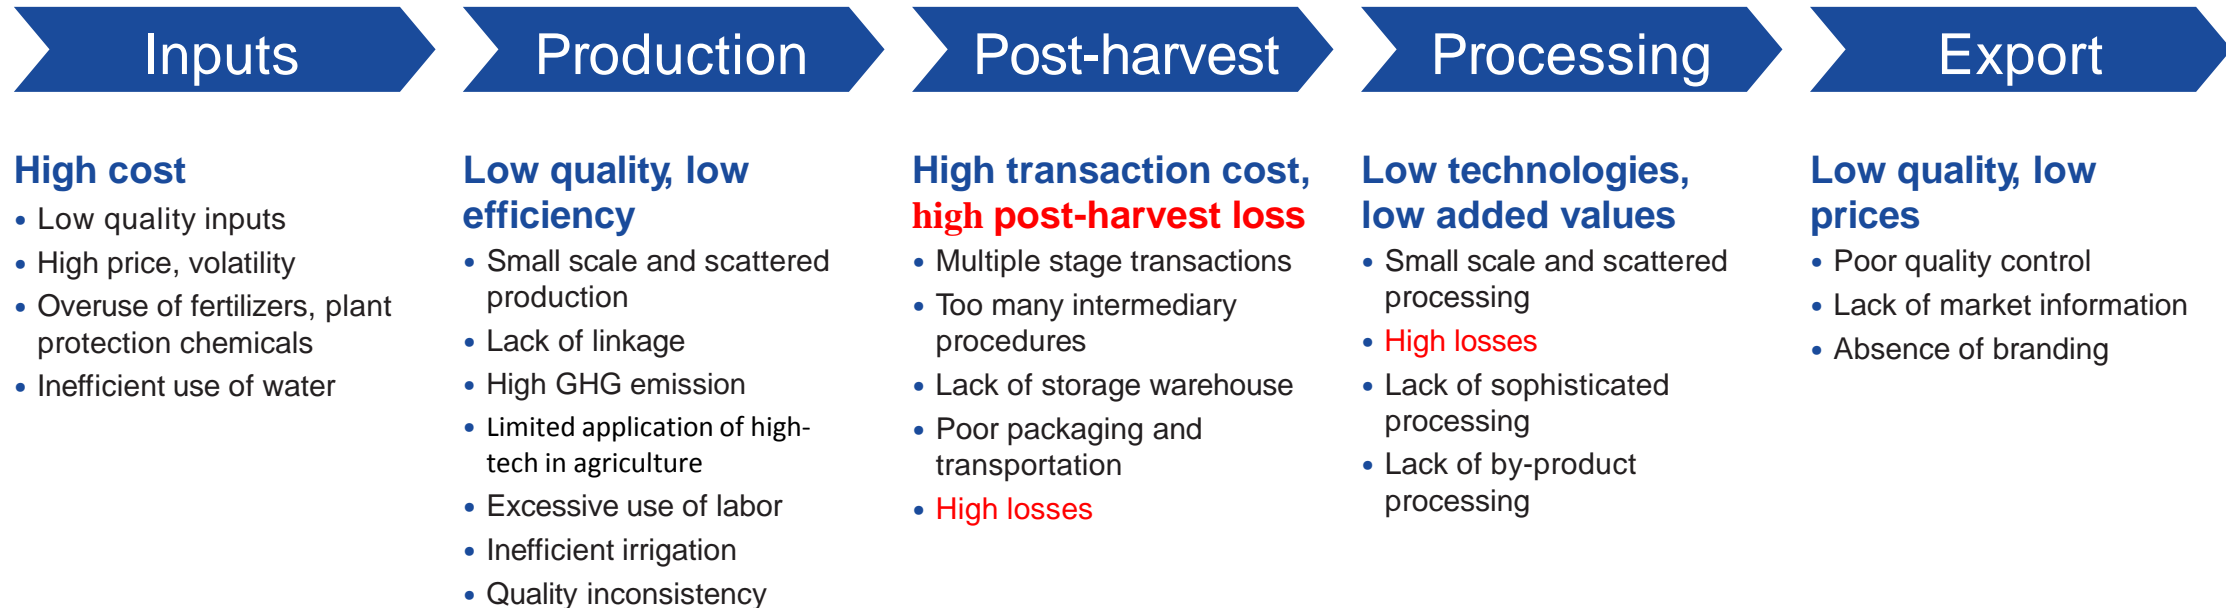 Inputs
Production
Post-harvest
Processing
Export
High cost
• Low quality inputs
• High price, volatility
• Overuse of fertilizers, plant
protection chemicals
• Inefficient use of water
Low quality, low
efficiency
• Small scale and scattered
production
• Lack of linkage
• High GHG emission
• Limited application of high-
tech in agriculture
• Excessive use of labor
• Inefficient irrigation
• Quality inconsistency
High transaction cost,
high post-harvest loss
• Multiple stage transactions
• Too many intermediary
procedures
• Lack of storage warehouse
• Poor packaging and
transportation
• High losses
Low technologies,
low added values
• Small scale and scattered
processing
• High losses
• Lack of sophisticated
processing
• Lack of by-product
processing
Low quality, low
prices
• Poor quality control
• Lack of market information
• Absence of branding